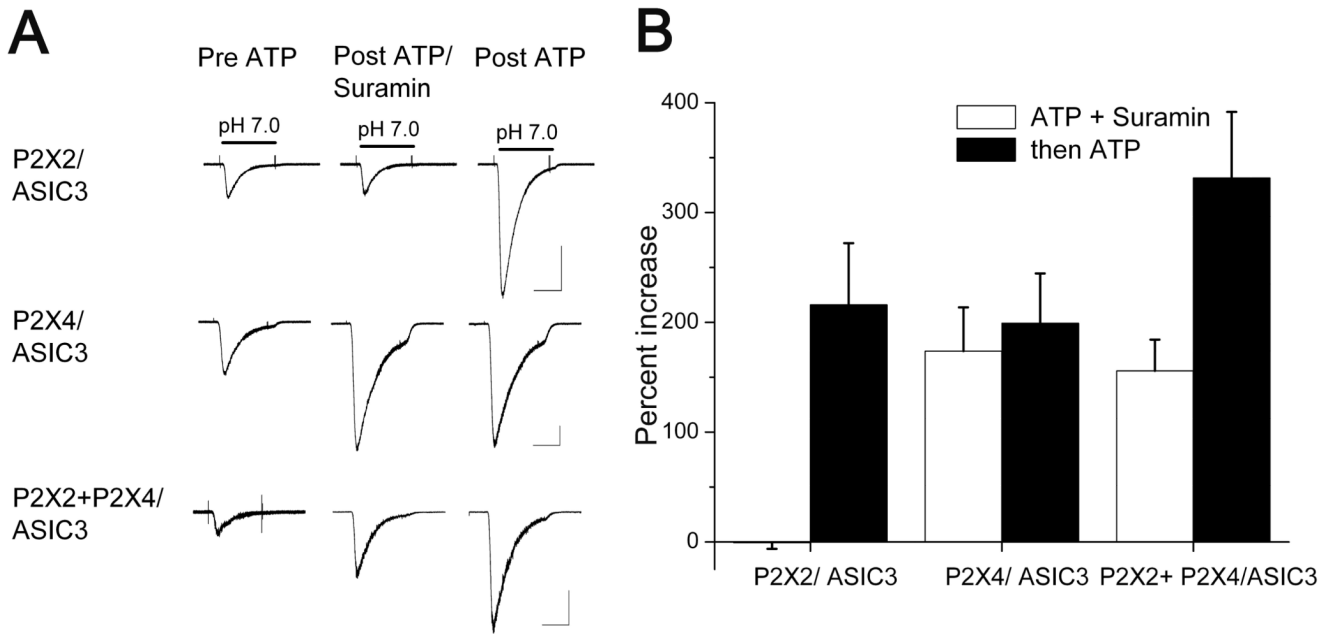 A
Pre ATP
Post ATP/
Suramin
Post ATP
pH 7.0
pH 7.0
pH 7.0
P2X2/
ASIC3
P2X4/
ASIC3
P2X2+P2X4/
ASIC3
B
400
300
200
100
0
Percent increase
ATP + Suramin
then ATP
P2X2/ ASIC3
P2X4/ ASIC3
P2X2+ P2X4/ASIC3